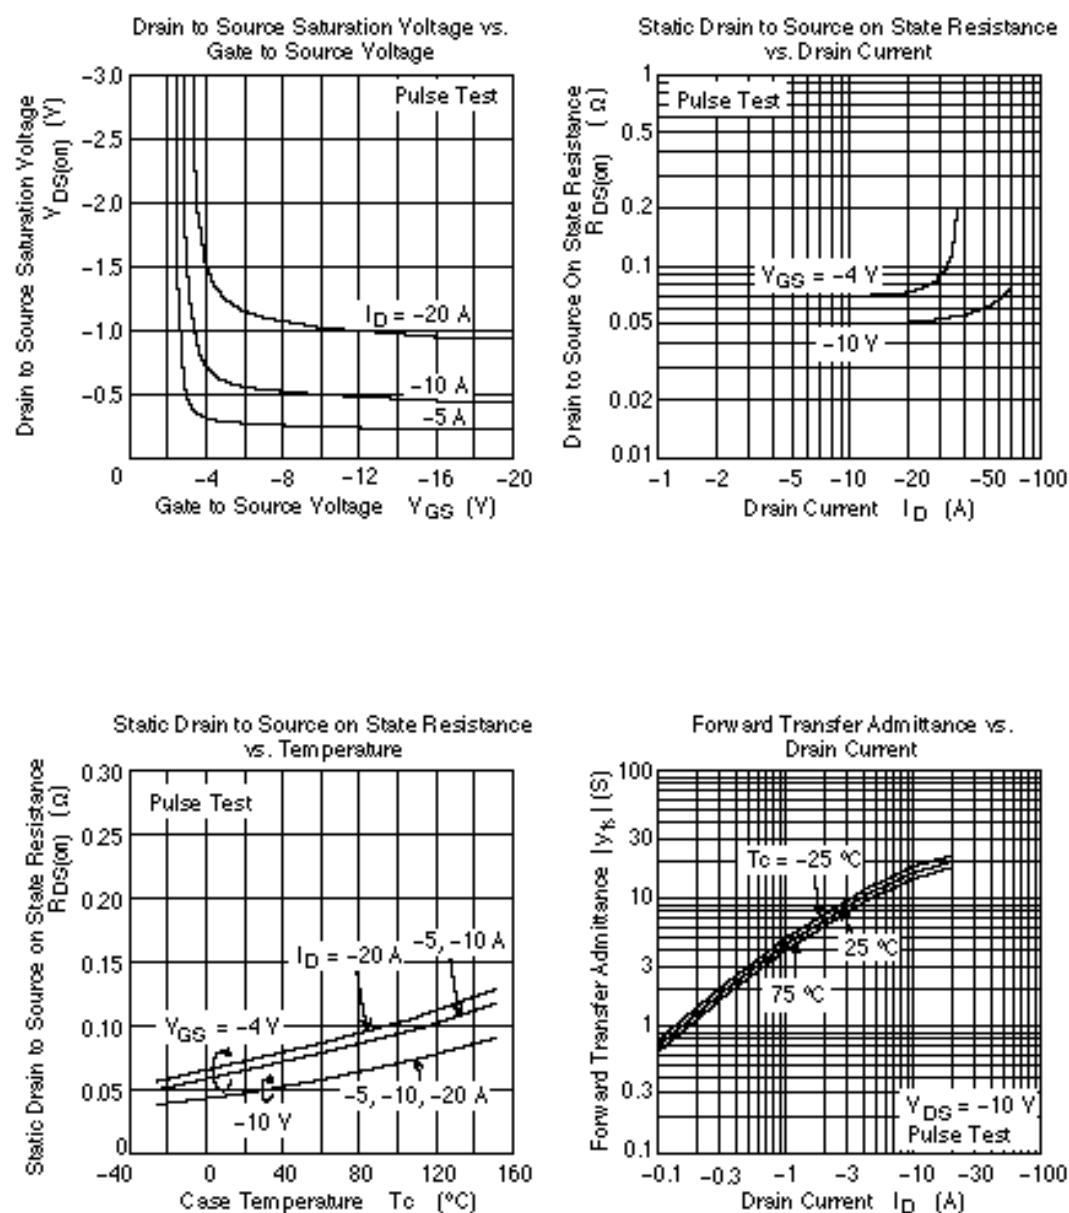 Drain to Source Saturation Voltage vs.
Gate to Source Voltage
Drain to Source Saturation Voltage
V DS(on) (V)
−3.0
−2.5
−2.0
−1.5
−1.0
−0.5
Pulse Test
I D = −20 A
−10 A
−5 A
0 −4 −8 −12 −16 −20
Gate to Source Voltage V GS (V)
Static Drain to Source on State Resistance
vs. Drain Current
Drain to Source On State Resistance
R DS(on) (Ω)
1
0.5
0.2
0.1
0.05
0.02
0.01
Pulse Test
V GS = −4 V
−10 V
−1 −2 −5 −10 −20 −50 −100
Drain Current I D (A)
Static Drain to Source on State Resistance
vs. Temperature
Static Drain to Source on State Resistance
R DS(on) (Ω)
0.30
0.25
0.20
0.15
0.10
0.05
0
Pulse Test
I D = −20 A
−5, −10 A
V GS = −4 V
−10 V
−5, −10, −20 A
−40 0 40 80 120 160
Case Temperature Tc (°C)
Forward Transfer Admittance vs.
Drain Current
Forward Transfer Admittance |yfs| (S)
100
30
10
3
1
0.3
0.1
Tc = −25 °C
25 °C
75 °C
V DS = −10 V
Pulse Test
−0.1 −0.3 −1 −3 −10 −30 −100
Drain Current I D (A)